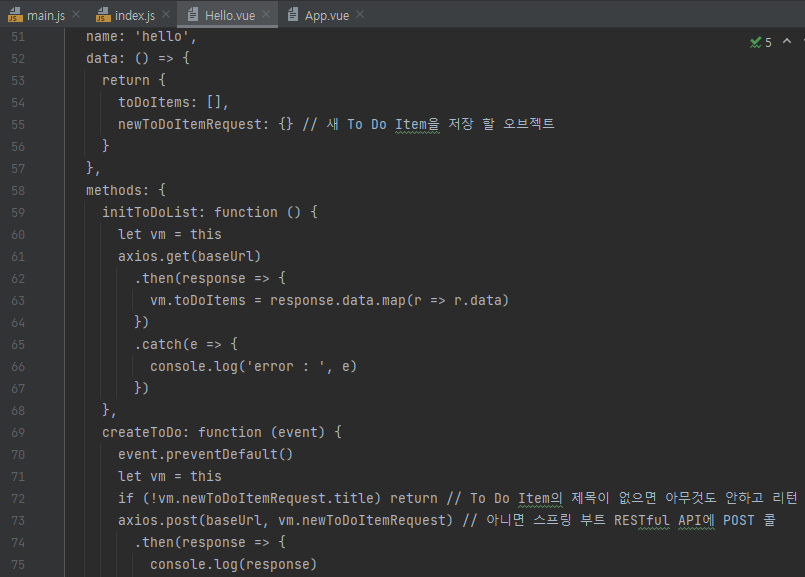 main.js index.js Hello.vue App.vue
51 name: 'hello',
5
52 data: () => {
53 return {
54 toDoItems: [],
55 newToDoItemRequest: {} // 새 To Do Item을 저장 할 오브젝트
56 }
57 },
58 methods: {
59 initToDoList: function () {
60 let vm = this
61 axios.get(baseUrl)
62 .then(response => {
63 vm.toDoItems = response.data.map(r => r.data)
64 })
65 .catch(e => {
66 console.log('error : ', e)
67 })
68 },
69 createToDo: function (event) {
70 event.preventDefault()
71 let vm = this
72 if (!vm.newToDoItemRequest.title) return // To Do Item의 제목이 없으면 아무것도 안하고 리턴
73 axios.post(baseUrl, vm.newToDoItemRequest) // 아니면 스프링 부트 RESTful API에 POST 콜
74 .then(response => {
75 console.log(response)